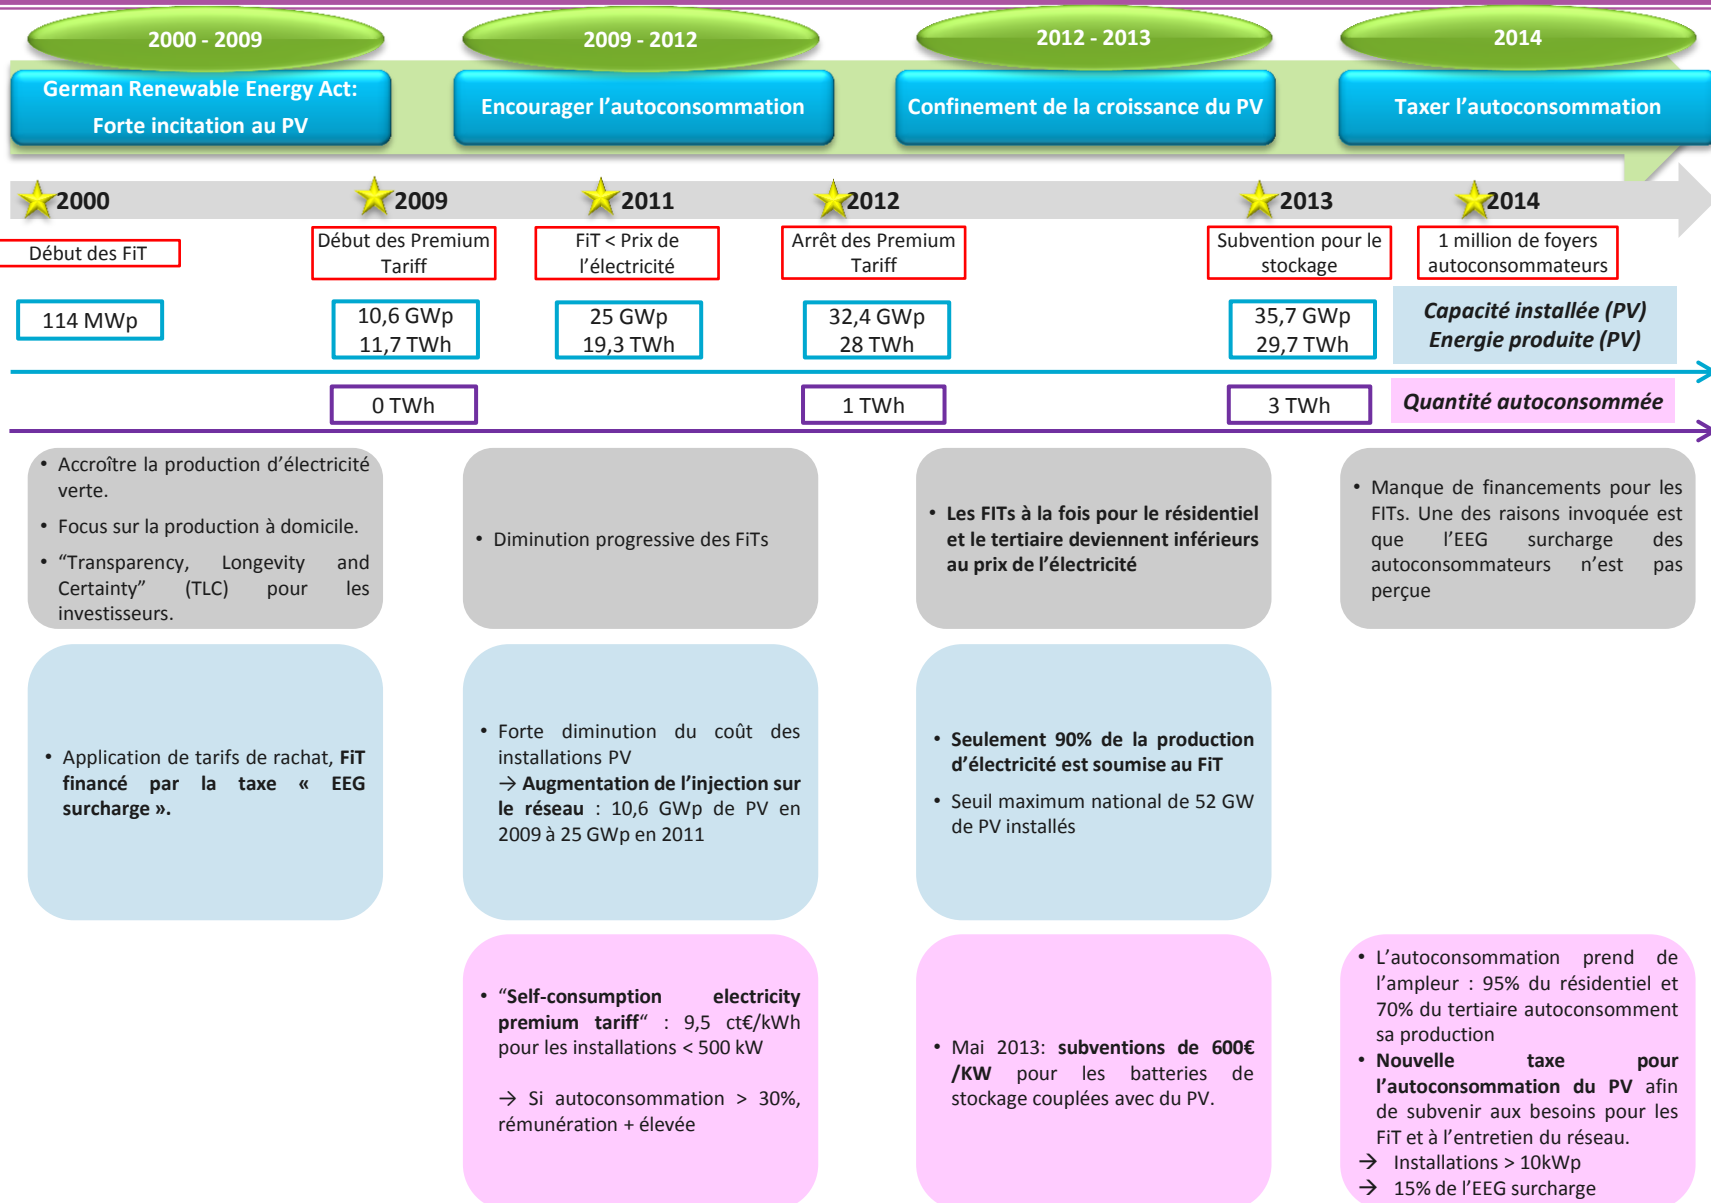 2000 - 2009
2009 - 2012
2012 - 2013
2014
German Renewable Energy Act:
Forte incitation au PV
Encourager l’autoconsommation
Confinement de la croissance du PV
Taxer l’autoconsommation
2000
2009
2011
2012
2013
2014
Début des FiT
Début des Premium
Tariff
FiT < Prix de
l’électricité
Arrêt des Premium
Tariff
Subvention pour le
stockage
1 million de foyers
autoconsommateurs
114 MWp
10,6 GWp
11,7 TWh
25 GWp
19,3 TWh
32,4 GWp
28 TWh
35,7 GWp
29,7 TWh
Capacité installée (PV)
Energie produite (PV)
0 TWh
1 TWh
3 TWh
Quantité autoconsommée
• Accroître la production d’électricité
verte.
• Focus sur la production à domicile.
• “Transparency, Longevity and
Certainty” (TLC) pour les
investisseurs.
• Diminution progressive des FiTs
• Les FITs à la fois pour le résidentiel
et le tertiaire deviennent inférieurs
au prix de l’électricité
• Manque de financements pour les
FITs. Une des raisons invoquée est
que l’EEG surcharge des
autoconsommateurs n’est pas
perçue
• Application de tarifs de rachat, FiT
financé par la taxe « EEG
surcharge ».
• Forte diminution du coût des
installations PV
→ Augmentation de l’injection sur
le réseau : 10,6 GWp de PV en
2009 à 25 GWp en 2011
• Seulement 90% de la production
d’électricité est soumise au FiT
• Seuil maximum national de 52 GW
de PV installés
• “Self-consumption electricity
premium tariff“ : 9,5 ct€/kWh
pour les installations < 500 kW
→ Si autoconsommation > 30%,
rémunération + élevée
• Mai 2013: subventions de 600€
/KW pour les batteries de
stockage couplées avec du PV.
• L’autoconsommation prend de
l’ampleur : 95% du résidentiel et
70% du tertiaire autoconsomment
sa production
• Nouvelle taxe pour
l’autoconsommation du PV afin
de subvenir aux besoins pour les
FiT et à l’entretien du réseau.
→ Installations > 10kWp
→ 15% de l’EEG surcharge